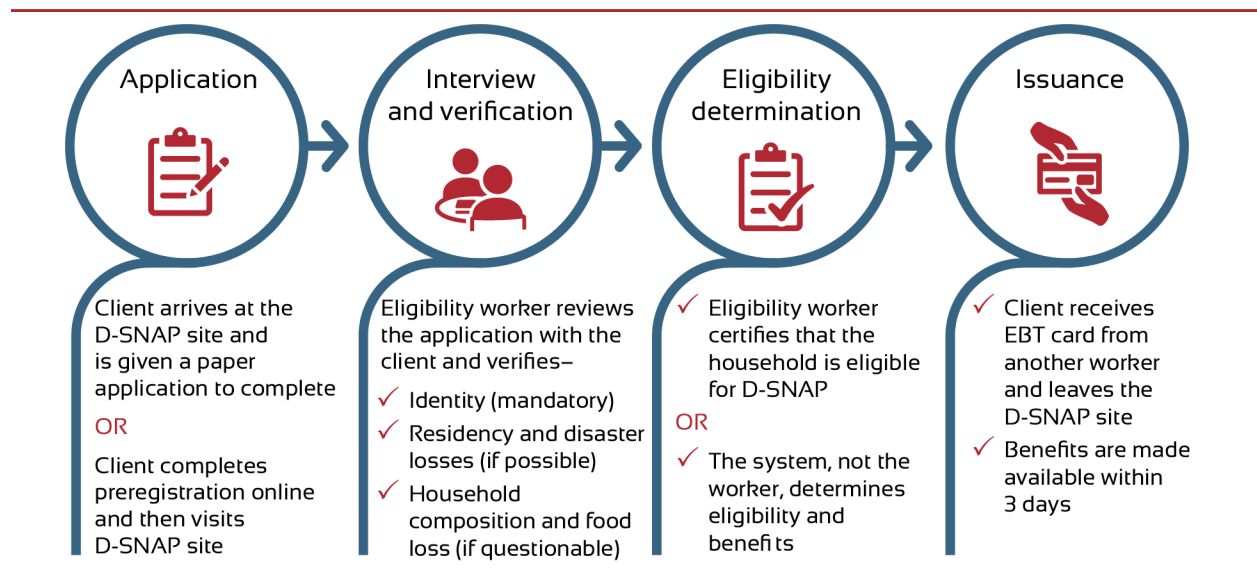 Application
Client arrives at the
D-SNAP site and
is given a paper
application to complete
OR
Client completes
preregistration online
and then visits
D-SNAP site
Interview
and verification
Eligibility worker reviews
the application with the
client and verifies–
✓ Identity (mandatory)
✓ Residency and disaster
losses (if possible)
✓ Household
composition and food
loss (if questionable)
Eligibility
determination
✓ Eligibility worker
certifies that the
household is eligible
for D-SNAP
OR
✓ The system, not the
worker, determines
eligibility and
benefits
Issuance
✓ Client receives
EBT card from
another worker
and leaves the
D-SNAP site
✓ Benefits are made
available within
3 days